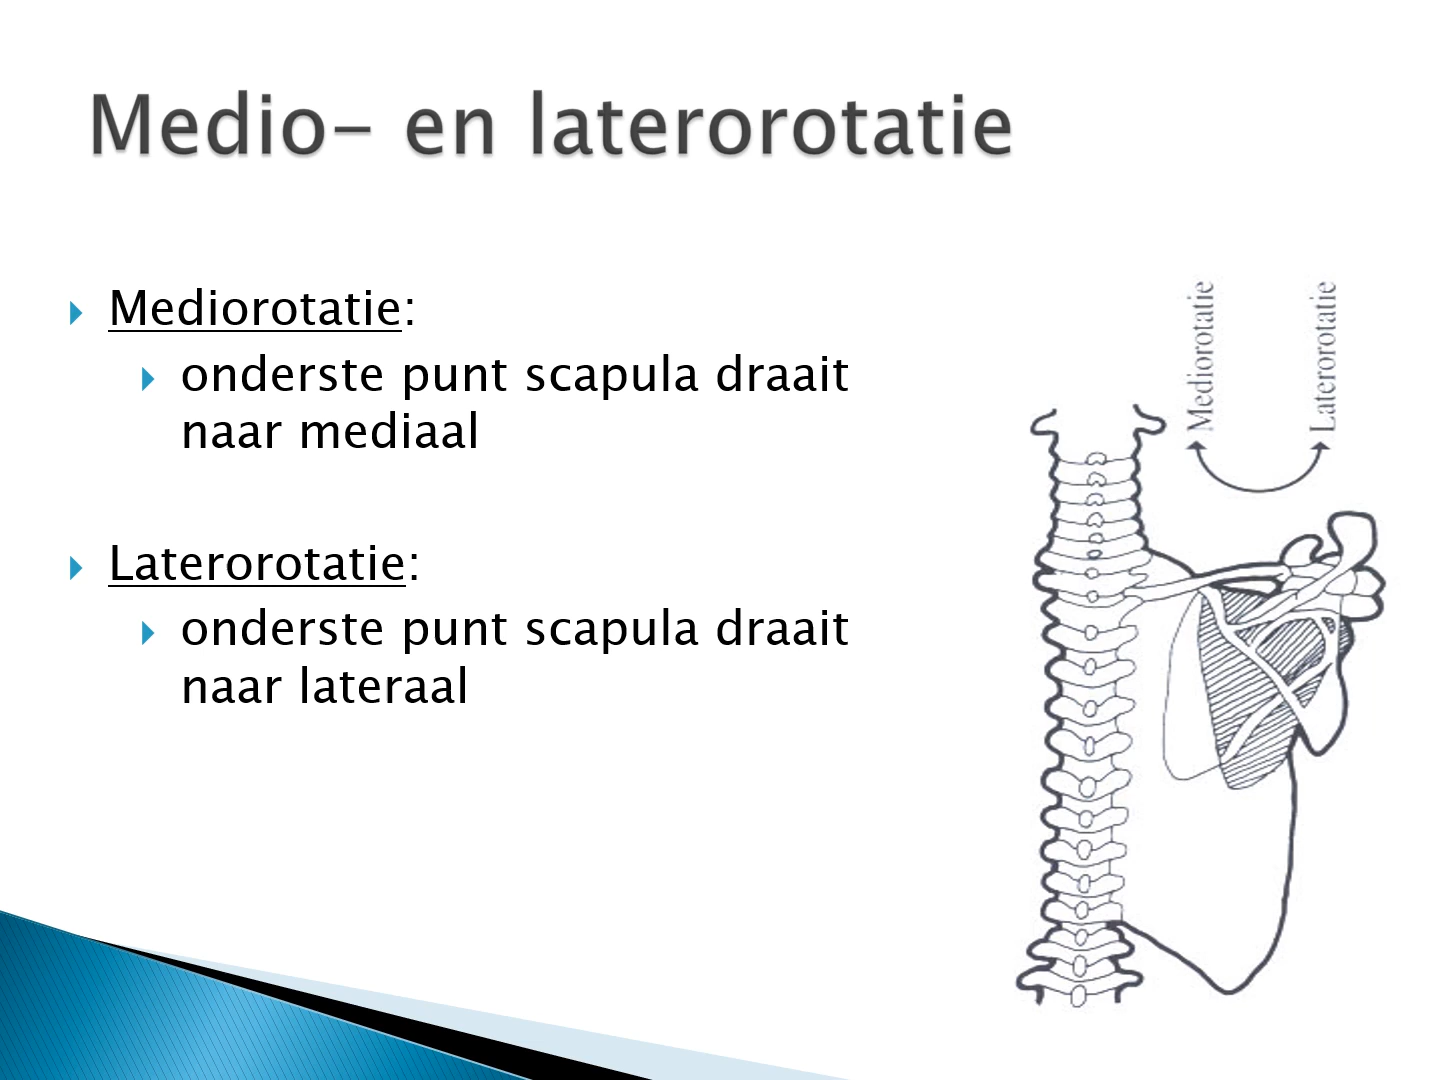 Medio- en laterorotatie
Mediorotatie:
onderste punt scapula draait
naar mediaal
Laterorotatie:
onderste punt scapula draait
naar lateraal
Mediorotatie
Laterorotatie